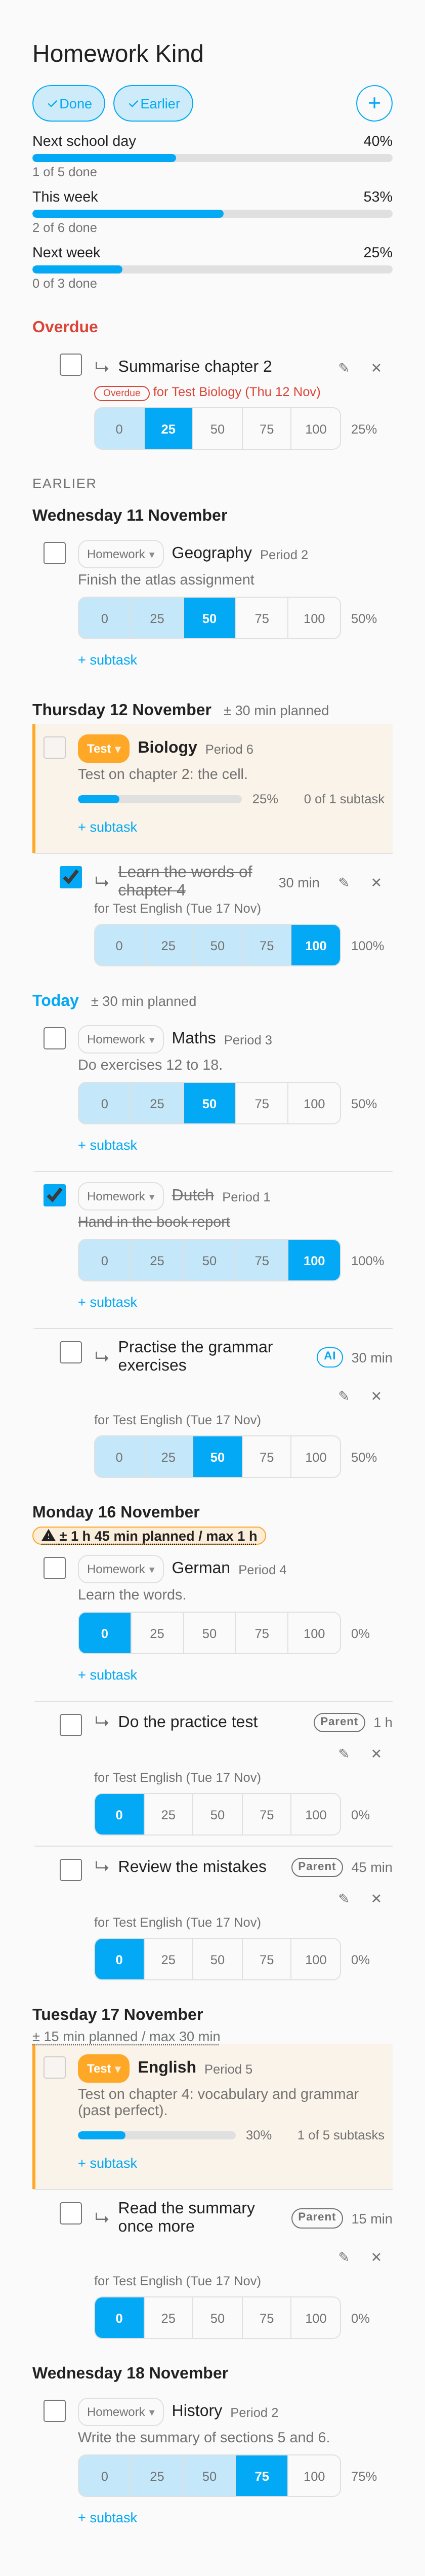 Homework Kind
✓Done ✓Earlier +
Next school day 40%
1 of 5 done
This week 53%
2 of 6 done
Next week 25%
0 of 3 done
Overdue
↳ Summarise chapter 2 ✎ ✕
Overdue for Test Biology (Thu 12 Nov)
0 25 50 75 100 25%
EARLIER
Wednesday 11 November
Homework ▾ Geography Period 2
Finish the atlas assignment
0 25 50 75 100 50%
+ subtask
Thursday 12 November ± 30 min planned
Test ▾ Biology Period 6
Test on chapter 2: the cell.
25% 0 of 1 subtask
+ subtask
↳ Learn the words of
chapter 4 30 min ✎ ✕
for Test English (Tue 17 Nov)
0 25 50 75 100 100%
Today ± 30 min planned
Homework ▾ Maths Period 3
Do exercises 12 to 18.
0 25 50 75 100 50%
+ subtask
Homework ▾ Dutch Period 1
Hand in the book report
0 25 50 75 100 100%
+ subtask
↳ Practise the grammar
exercises AI 30 min
✎ ✕
for Test English (Tue 17 Nov)
0 25 50 75 100 50%
Monday 16 November
⚠ ± 1 h 45 min planned / max 1 h
Homework ▾ German Period 4
Learn the words.
0 25 50 75 100 0%
+ subtask
↳ Do the practice test Parent 1 h
✎ ✕
for Test English (Tue 17 Nov)
0 25 50 75 100 0%
↳ Review the mistakes Parent 45 min
✎ ✕
for Test English (Tue 17 Nov)
0 25 50 75 100 0%
Tuesday 17 November
± 15 min planned / max 30 min
Test ▾ English Period 5
Test on chapter 4: vocabulary and grammar
(past perfect).
30% 1 of 5 subtasks
+ subtask
↳ Read the summary
once more Parent 15 min
✎ ✕
for Test English (Tue 17 Nov)
0 25 50 75 100 0%
Wednesday 18 November
Homework ▾ History Period 2
Write the summary of sections 5 and 6.
0 25 50 75 100 75%
+ subtask